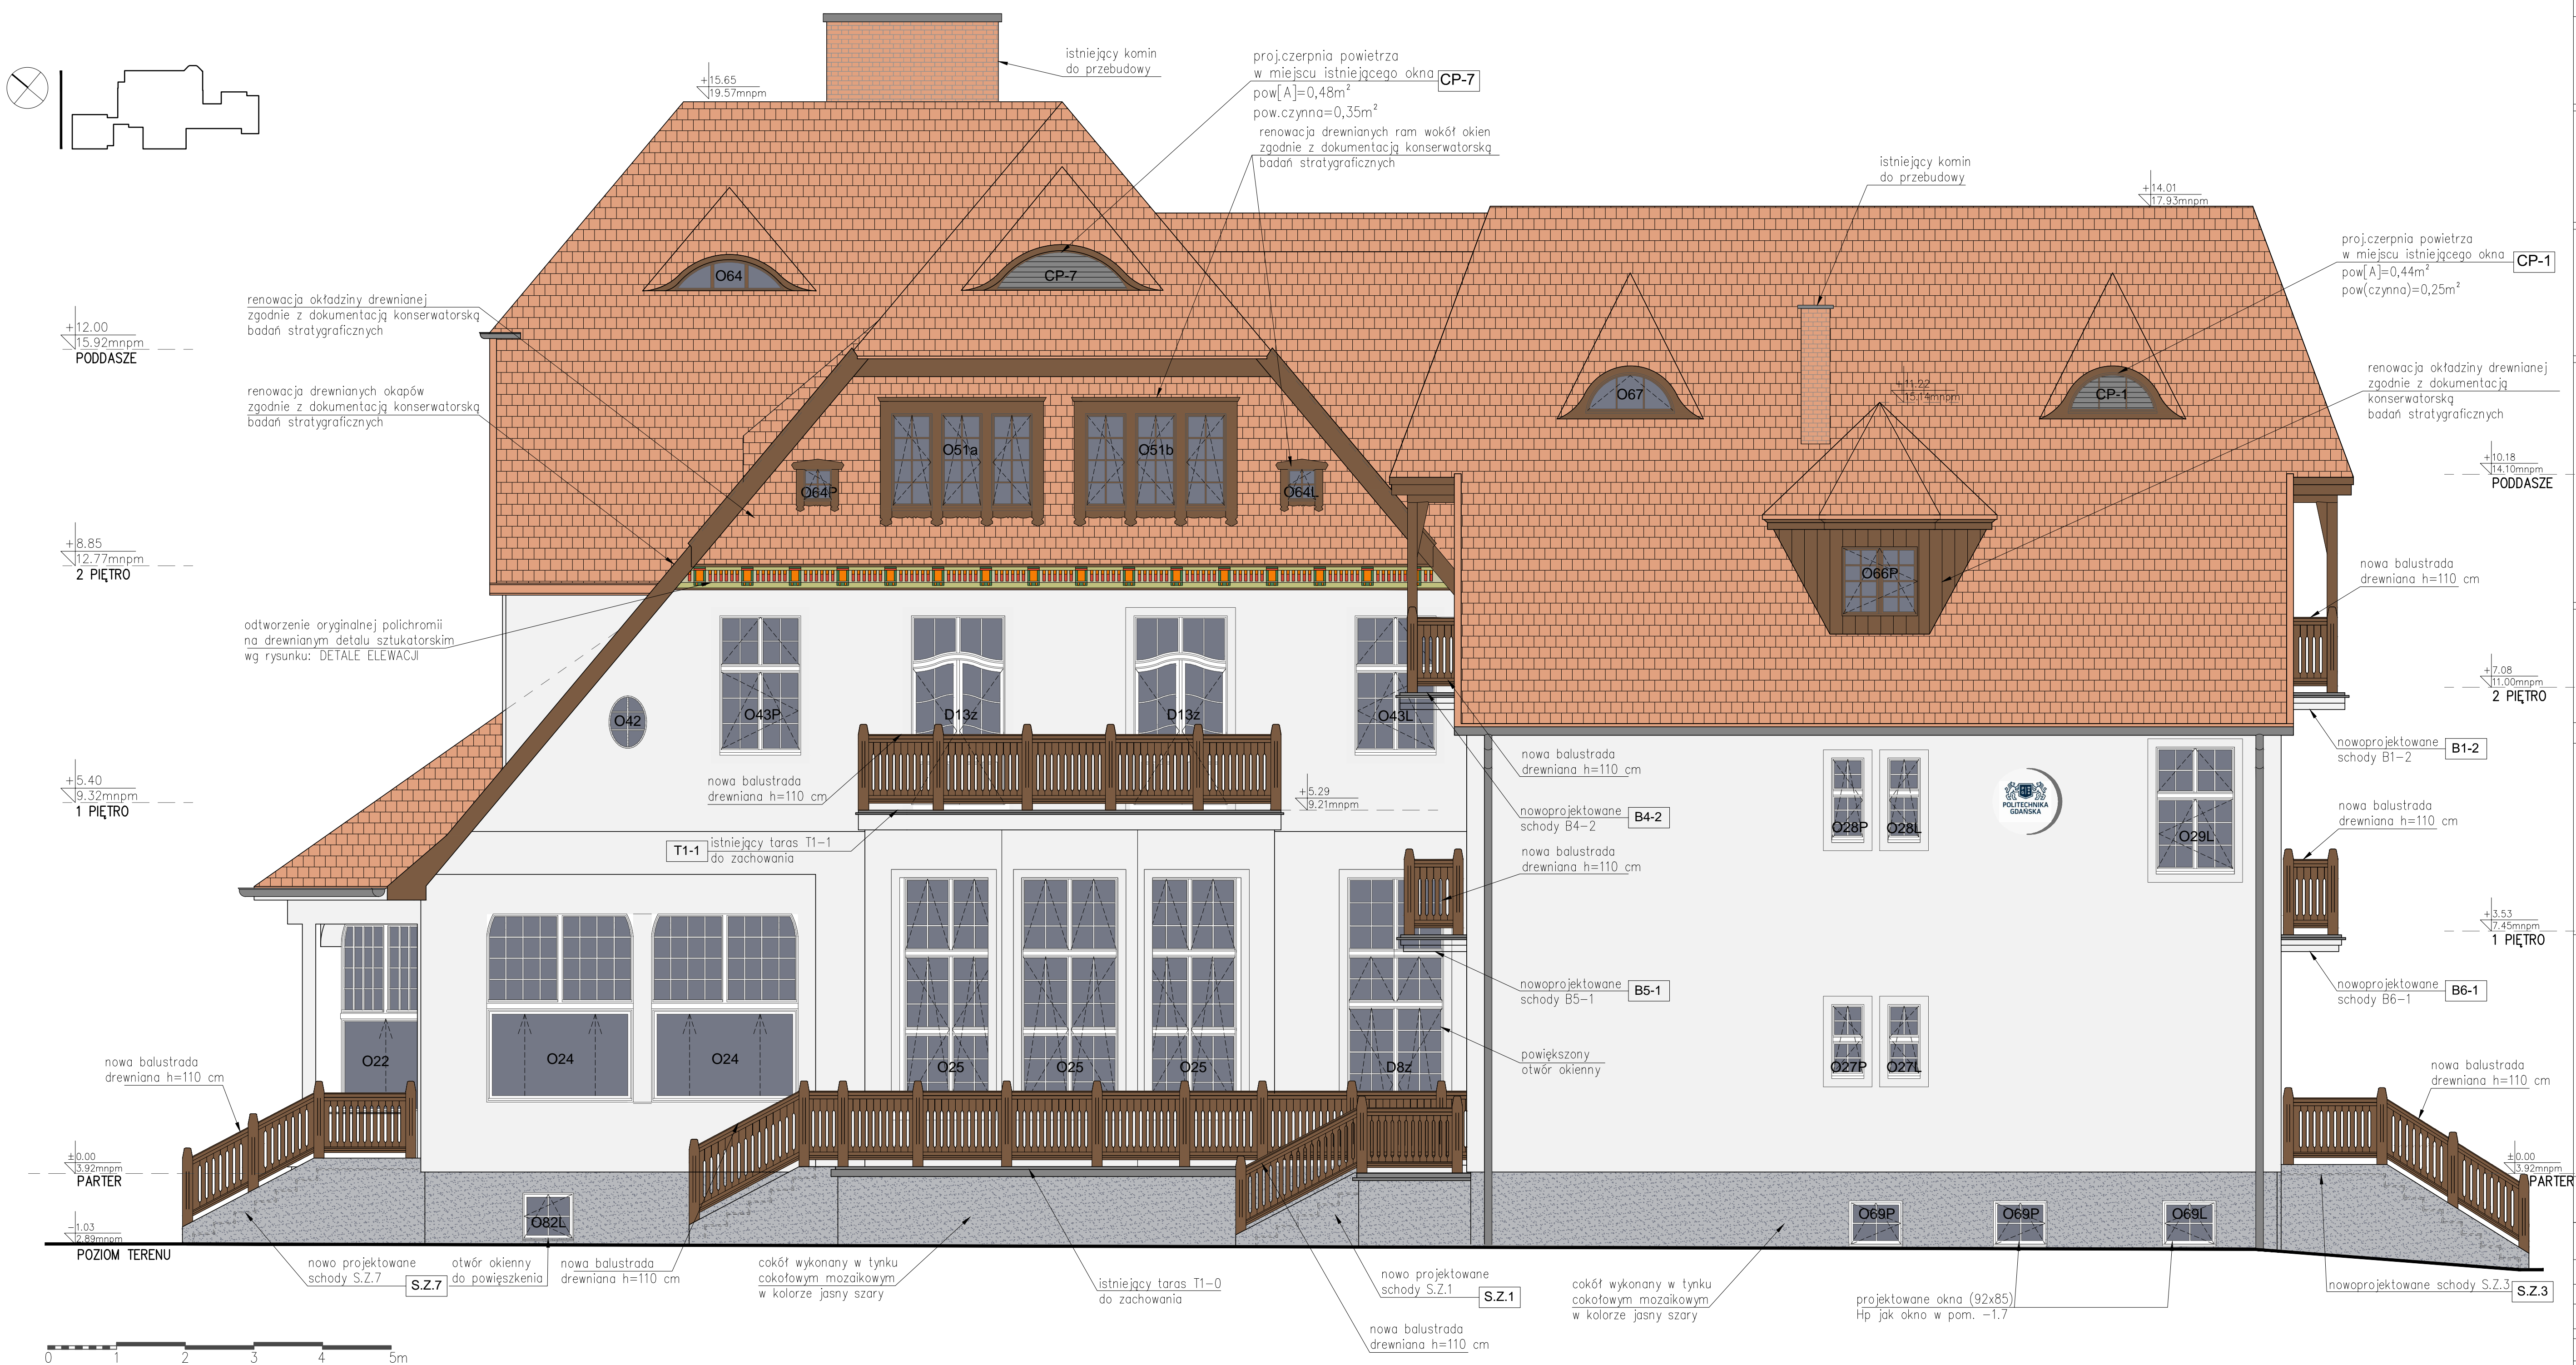 istniejący komin
do przebudowy
proj.czerpnia powietrza
w miejscu istniejącego okna CP-7
pow[A]=0,48m²
pow.czynna=0,35m²
renowacja drewnianych ram wokół okien
zgodnie z dokumentacją konserwatorską
badań stratygraficznych
+15.65
19.57mnpm
istniejący komin
do przebudowy
+14.01
17.93mnpm
proj.czerpnia powietrza
w miejscu istniejącego okna CP-1
pow[A]=0,44m²
pow(czynna)=0,25m²
O64
CP-7
renowacja okładziny drewnianej
zgodnie z dokumentacją konserwatorską
badań stratygraficznych
+12.00
15.92mnpm
PODDASZE
renowacja drewnianych okapów
zgodnie z dokumentacją konserwatorską
badań stratygraficznych
O67
+11.22
15.14mnpm
CP-1
renowacja okładziny drewnianej
zgodnie z dokumentacją
konserwatorską
badań stratygraficznych
O64P
O51a
O51b
O64L
+10.18
14.10mnpm
PODDASZE
+8.85
12.77mnpm
2 PIĘTRO
O66P
nowa balustrada
drewniana h=110 cm
odtworzenie oryginalnej polichromii
na drewnianym detalu sztukatorskim
wg rysunku: DETALE ELEWACJI
+7.08
11.00mnpm
2 PIĘTRO
O42
O43P
D13z
D13z
O43L
nowa balustrada
drewniana h=110 cm
nowoprojektowane
schody B1-2
B1-2
+5.40
9.32mnpm
1 PIĘTRO
nowa balustrada
drewniana h=110 cm
+5.29
9.21mnpm
nowoprojektowane
schody B4-2
B4-2
nowa balustrada
drewniana h=110 cm
O28P
O28L
POLITECHNIKA
GDAŃSKA
O29L
nowa balustrada
drewniana h=110 cm
T1-1
istniejący taras T1-1
do zachowania
+3.53
7.45mnpm
1 PIĘTRO
nowoprojektowane
schody B5-1
B5-1
nowoprojektowane
schody B6-1
B6-1
powiększony
otwór okienny
O22
O24
O24
O25
O25
O25
D8z
O27P
O27L
nowa balustrada
drewniana h=110 cm
nowa balustrada
drewniana h=110 cm
±0.00
3.92mnpm
PARTER
±0.00
3.92mnpm
PARTER
-1.03
2.89mnpm
POZIOM TERENU
O82L
O69P
O69P
O69L
nowo projektowane
schody S.Z.7
S.Z.7
otwór okienny
do powięszkenia
nowa balustrada
drewniana h=110 cm
cokół wykonany w tynku
cokołowym mozaikowym
w kolorze jasny szary
istniejący taras T1-0
do zachowania
nowo projektowane
schody S.Z.1
S.Z.1
nowa balustrada
drewniana h=110 cm
cokół wykonany w tynku
cokołowym mozaikowym
w kolorze jasny szary
projektowane okna (92x85)
Hp jak okno w pom. -1.7
nowoprojektowane schody S.Z.3 S.Z.3
0 1 2 3 4 5m